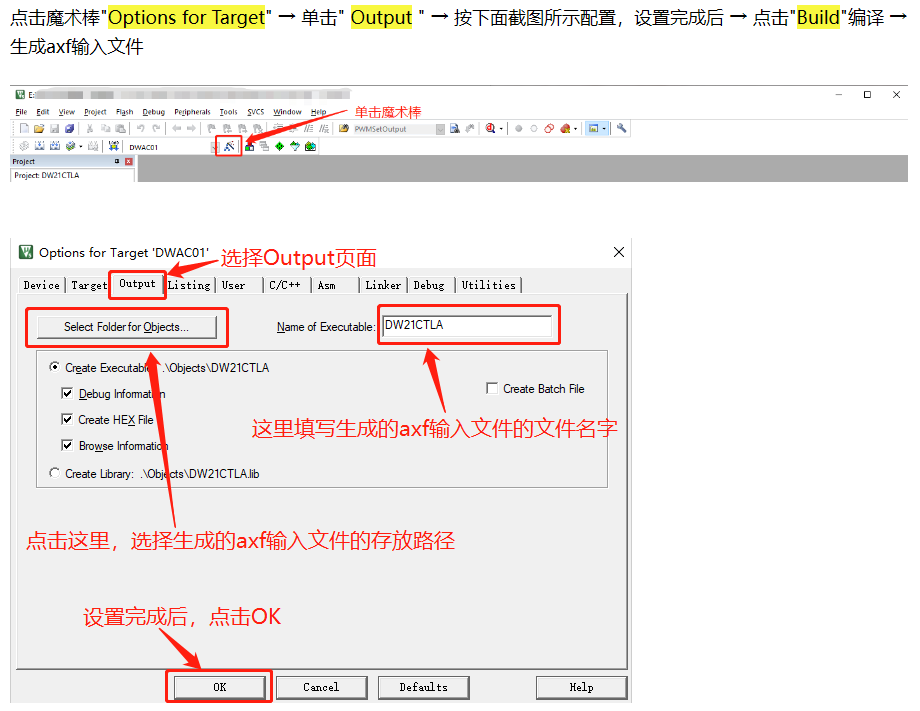 点击魔术棒"Options for Target" → 单击" Output " → 按下面截图所示配置，设置完成后 → 点击"Build"编译 →
生成axf输入文件
E:
File Edit View Project Flash Debug Peripherals Tools SVCS Window Help
单击魔术棒
PWMSetOutput
DWAC01
Project
Project: DW21CTLA
Options for Target 'DWAC01'
选择Output页面
Device Target Output Listing User C/C++ Asm Linker Debug Utilities
Select Folder for Objects... Name of Executable: DW21CTLA
Create Executable: .\Objects\DW21CTLA
Debug Information
Create Batch File
Create HEX File
这里填写生成的axf输入文件的文件名字
Browse Information
Create Library: .\Objects\DW21CTLA.lib
点击这里，选择生成的axf输入文件的存放路径
设置完成后，点击OK
OK Cancel Defaults Help